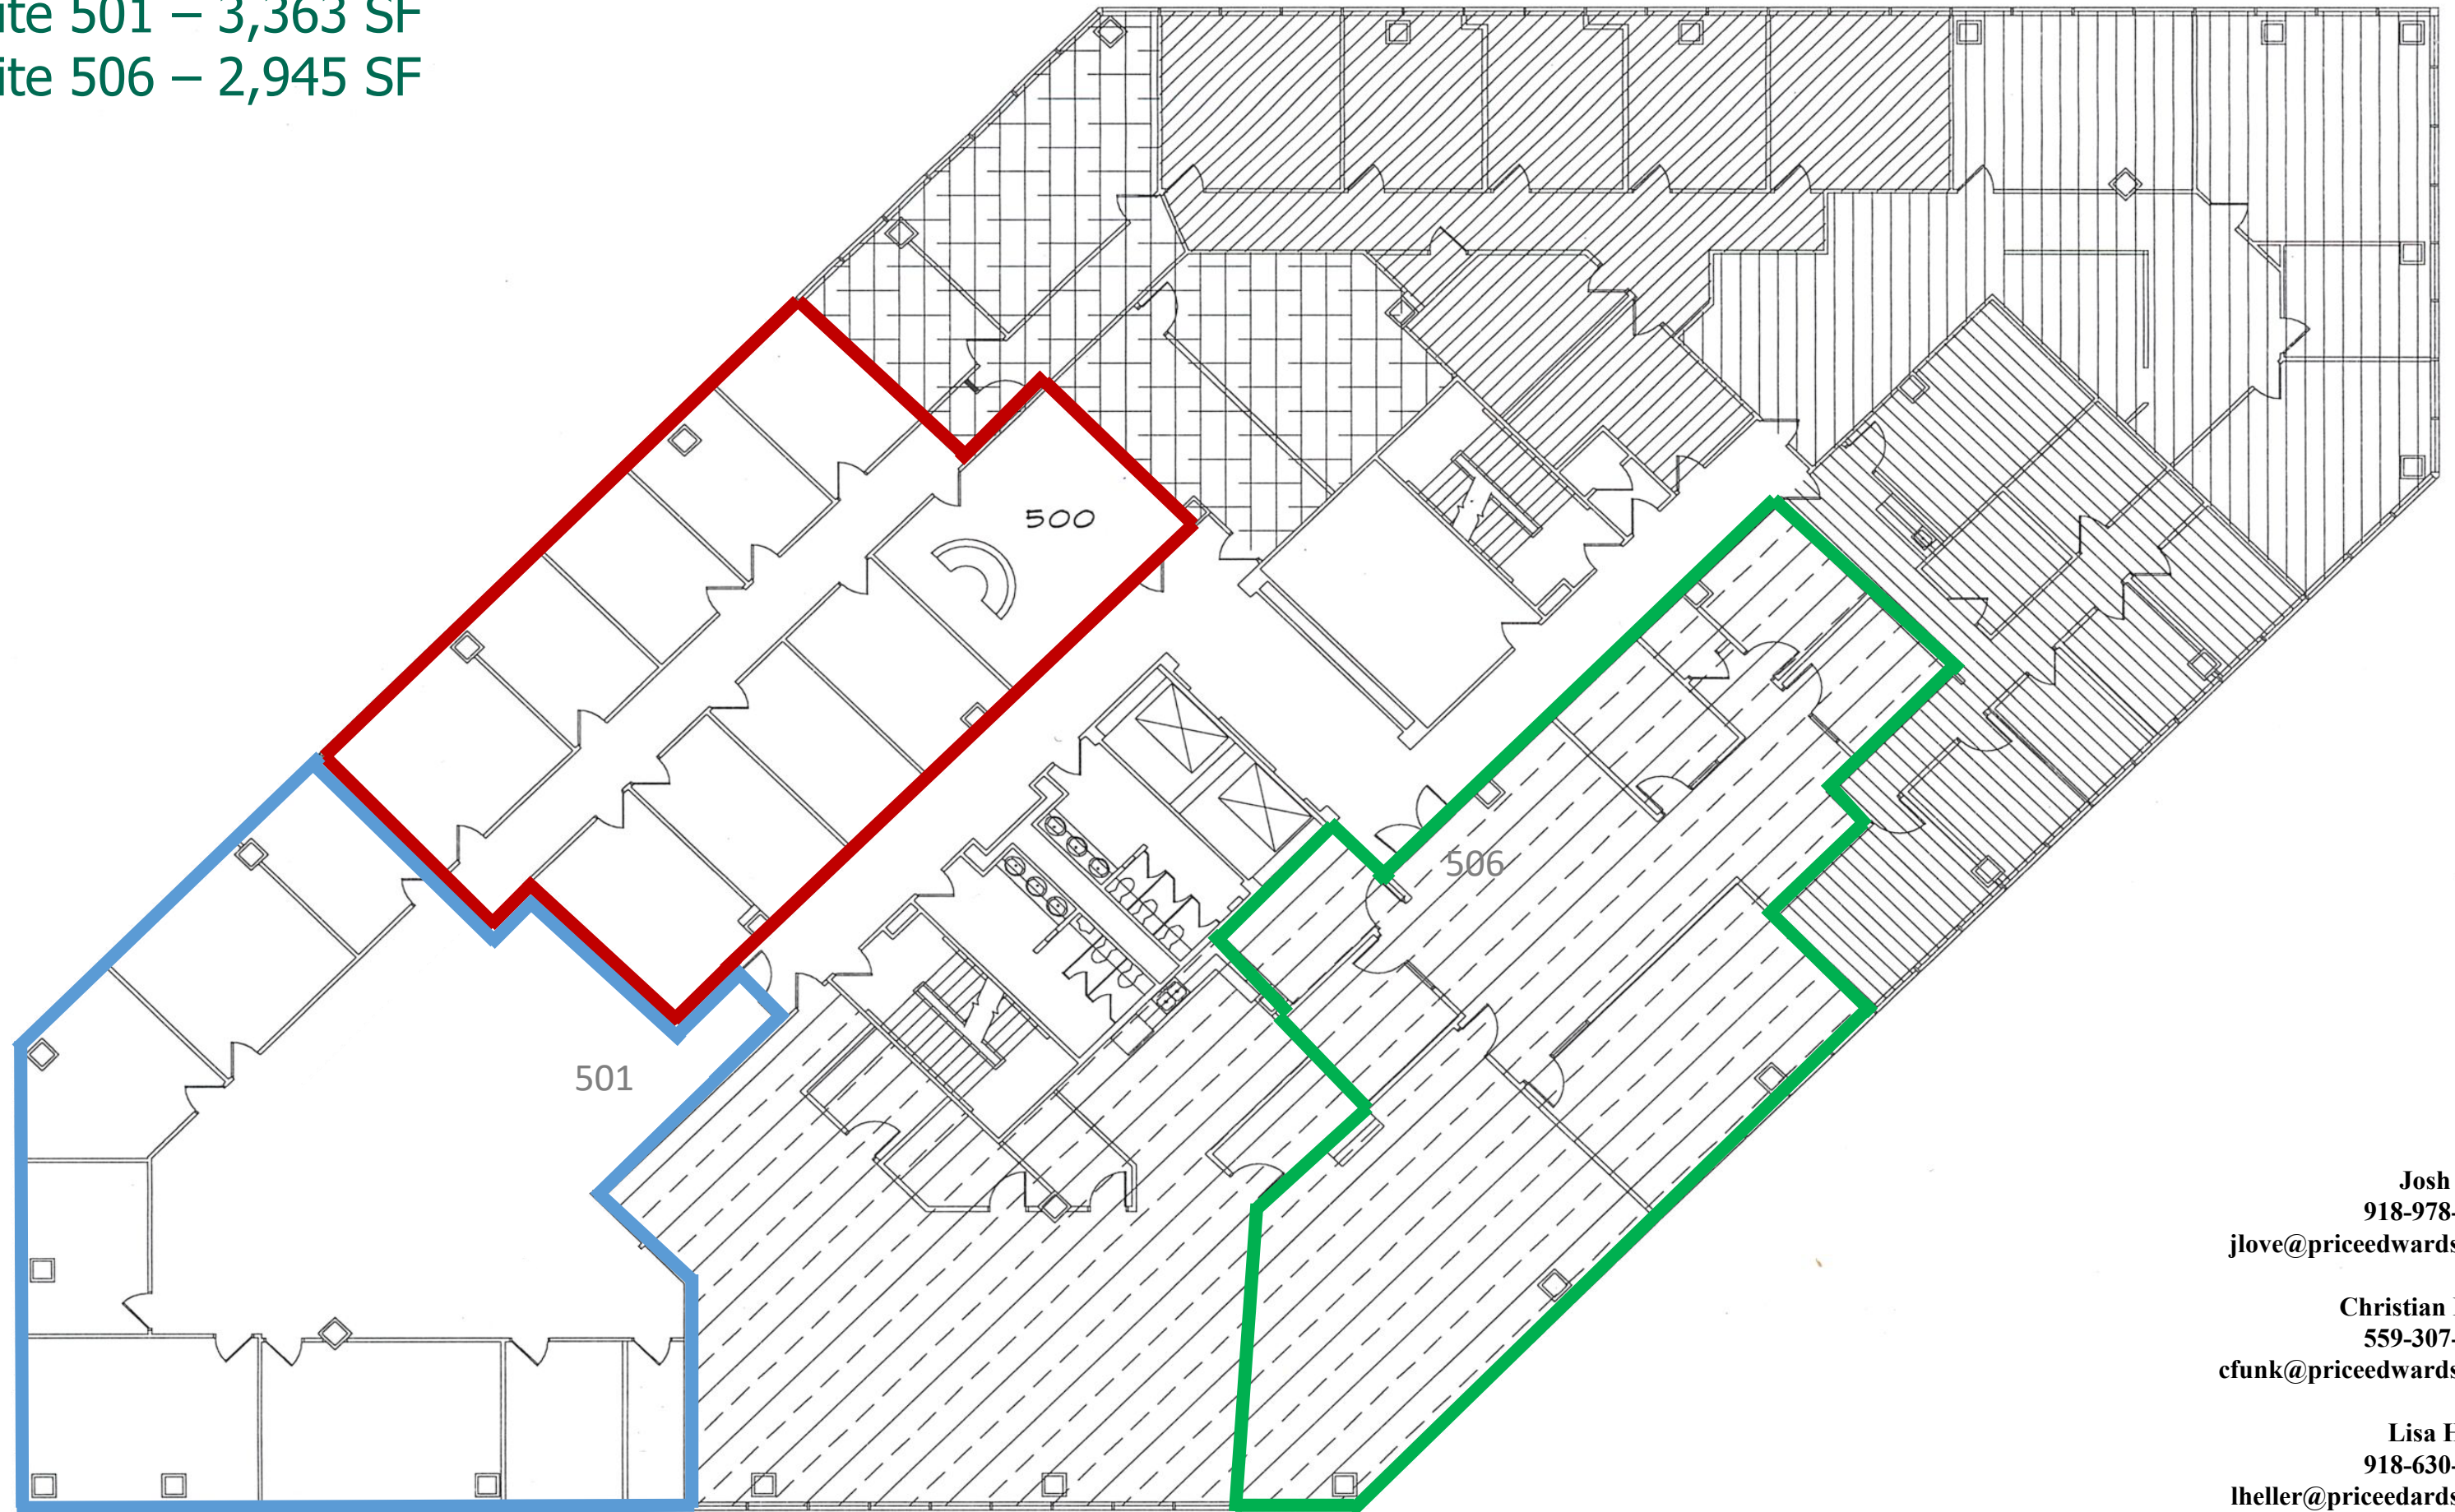 ite 501 – 3,363 SF
ite 506 – 2,945 SF
500
506
501
Josh
918-978-
jlove@priceedwards
Christian
559-307-
cfunk@priceedwards
Lisa H
918-630-
lheller@priceedards